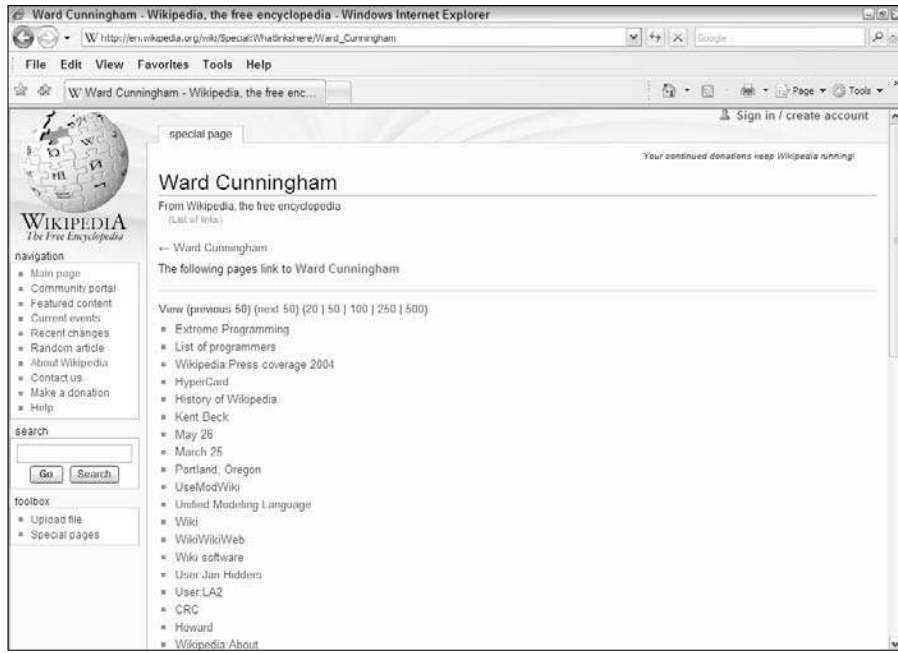 Ward Cunningham - Wikipedia, the free encyclopedia - Windows Internet Explorer
W http://en.wikipedia.org/wiki/Special:Whatlinkshere/Ward_Cunningham
Google
File Edit View Favorites Tools Help
W Ward Cunningham - Wikipedia, the free enc...
Page Tools
Sign in / create account
special page
Your continued donations keep Wikipedia running!
Ward Cunningham
From Wikipedia, the free encyclopedia
(List of links)
← Ward Cunningham
The following pages link to Ward Cunningham
View (previous 50) (next 50) (20 | 50 | 100 | 250 | 500)
Extreme Programming
List of programmers
Wikipedia:Press coverage 2004
HyperCard
History of Wikipedia
Kent Beck
May 26
March 25
Portland, Oregon
UseModWiki
Unified Modeling Language
Wiki
WikiWikiWeb
Wiki software
User:Jan Hidders
User:LA2
CRC
Howard
Wikipedia:About
WIKIPEDIA
The Free Encyclopedia
navigation
Main page
Community portal
Featured content
Current events
Recent changes
Random article
About Wikipedia
Contact us
Make a donation
Help
search
Go Search
toolbox
Upload file
Special pages